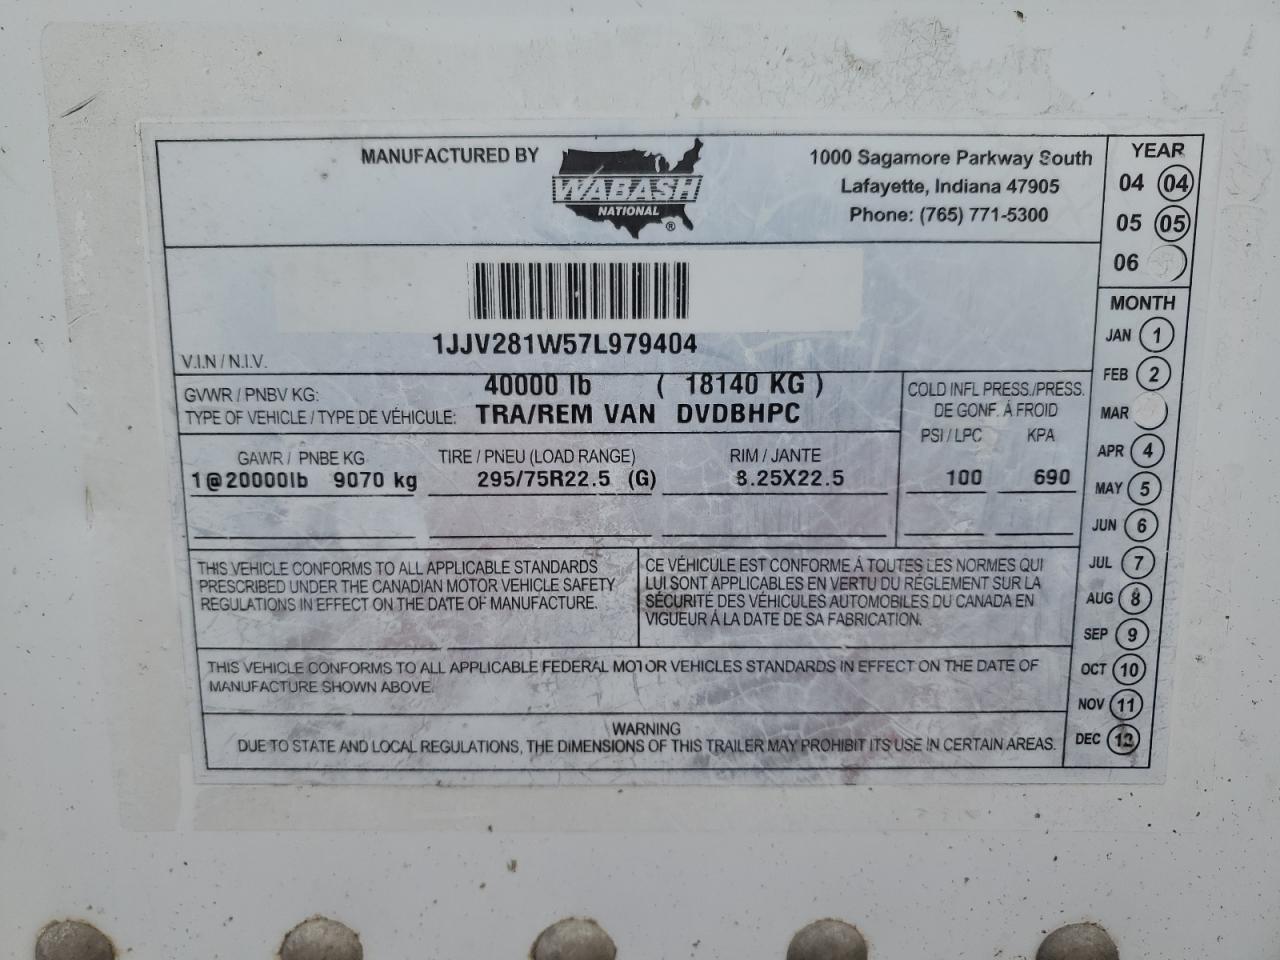 MANUFACTURED BY
WABASH
NATIONAL
®
1000 Sagamore Parkway South
Lafayette, Indiana 47905
Phone: (765) 771-5300
YEAR
04 04
05 05
06
1JJV281W57L979404
V.I.N / N.I.V.
GVWR / PNBV KG: 40000 lb ( 18140 KG )
TYPE OF VEHICLE / TYPE DE VÉHICULE: TRA/REM VAN DVDBHPC
GAWR / PNBE KG TIRE / PNEU (LOAD RANGE) RIM / JANTE
1@20000lb 9070 kg 295/75R22.5 (G) 8.25X22.5
COLD INFL PRESS./PRESS.
DE GONF. Á FROID
PSI / LPC KPA
100 690
THIS VEHICLE CONFORMS TO ALL APPLICABLE STANDARDS
PRESCRIBED UNDER THE CANADIAN MOTOR VEHICLE SAFETY
REGULATIONS IN EFFECT ON THE DATE OF MANUFACTURE.
CE VÉHICULE EST CONFORME Á TOUTES LES NORMES QUI
LUI SONT APPLICABLES EN VERTU DU RÉGLEMENT SUR LA
SÉCURITÉ DES VÉHICULES AUTOMOBILES DU CANADA EN
VIGUEUR Á LA DATE DE SA FABRICATION.
THIS VEHICLE CONFORMS TO ALL APPLICABLE FEDERAL MOTOR VEHICLES STANDARDS IN EFFECT ON THE DATE OF
MANUFACTURE SHOWN ABOVE.
WARNING
DUE TO STATE AND LOCAL REGULATIONS, THE DIMENSIONS OF THIS TRAILER MAY PROHIBIT ITS USE IN CERTAIN AREAS.
MONTH
JAN 1
FEB 2
MAR
APR 4
MAY 5
JUN 6
JUL 7
AUG 8
SEP 9
OCT 10
NOV 11
DEC 12